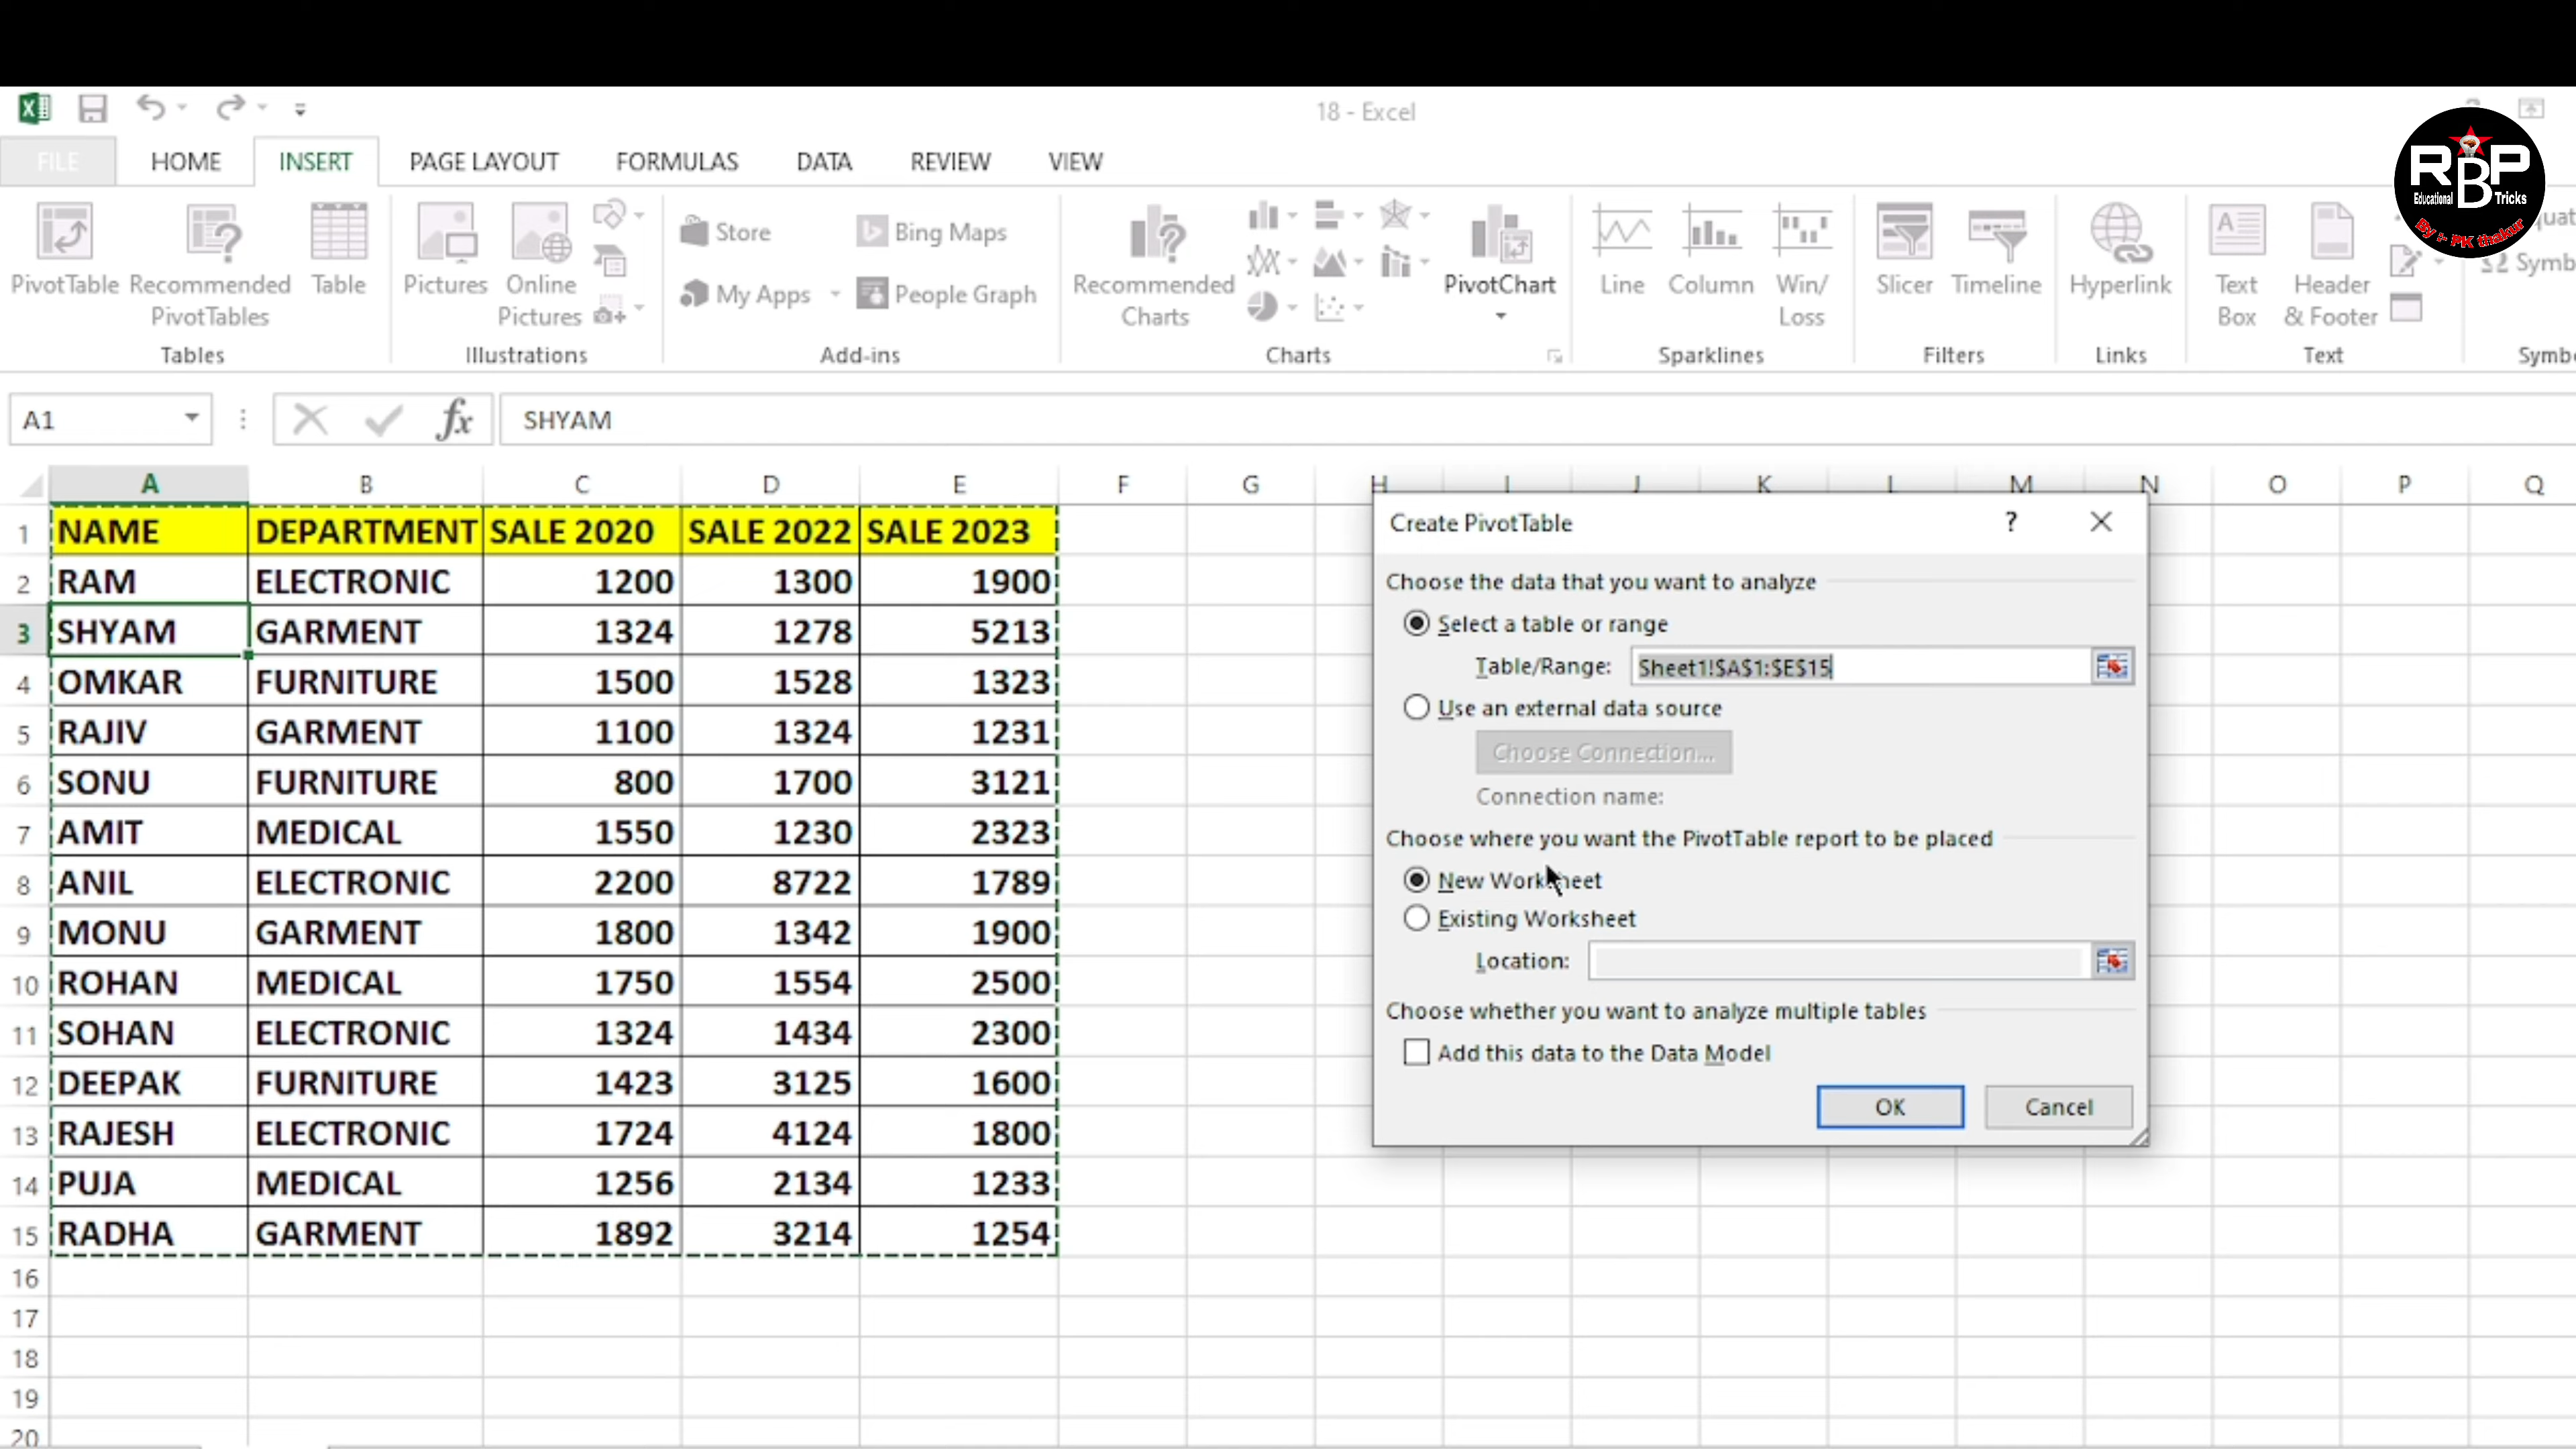 18 - Excel
FILE HOME INSERT PAGE LAYOUT FORMULAS DATA REVIEW VIEW
RBP
Educational Tricks
By :- PK thakur
PivotTable
Recommended PivotTables
Table
Tables
Pictures
Online Pictures
Illustrations
Store
My Apps
Bing Maps
People Graph
Add-ins
Recommended Charts
PivotChart
Charts
Line
Column
Win/ Loss
Sparklines
Slicer
Timeline
Filters
Hyperlink
Links
Text Box
Header & Footer
Text
Ω Symb
Symb
A1 fx SHYAM
A B C D E F G H I J K L M N O P Q
1 NAME DEPARTMENT SALE 2020 SALE 2022 SALE 2023
2 RAM ELECTRONIC 1200 1300 1900
3 SHYAM GARMENT 1324 1278 5213
4 OMKAR FURNITURE 1500 1528 1323
5 RAJIV GARMENT 1100 1324 1231
6 SONU FURNITURE 800 1700 3121
7 AMIT MEDICAL 1550 1230 2323
8 ANIL ELECTRONIC 2200 8722 1789
9 MONU GARMENT 1800 1342 1900
10 ROHAN MEDICAL 1750 1554 2500
11 SOHAN ELECTRONIC 1324 1434 2300
12 DEEPAK FURNITURE 1423 3125 1600
13 RAJESH ELECTRONIC 1724 4124 1800
14 PUJA MEDICAL 1256 2134 1233
15 RADHA GARMENT 1892 3214 1254
16
17
18
19
20
Create PivotTable ?
Choose the data that you want to analyze
Select a table or range
Table/Range: Sheet1!$A$1:$E$15
Use an external data source
Choose Connection...
Connection name:
Choose where you want the PivotTable report to be placed
New Worksheet
Existing Worksheet
Location:
Choose whether you want to analyze multiple tables
Add this data to the Data Model
OK Cancel